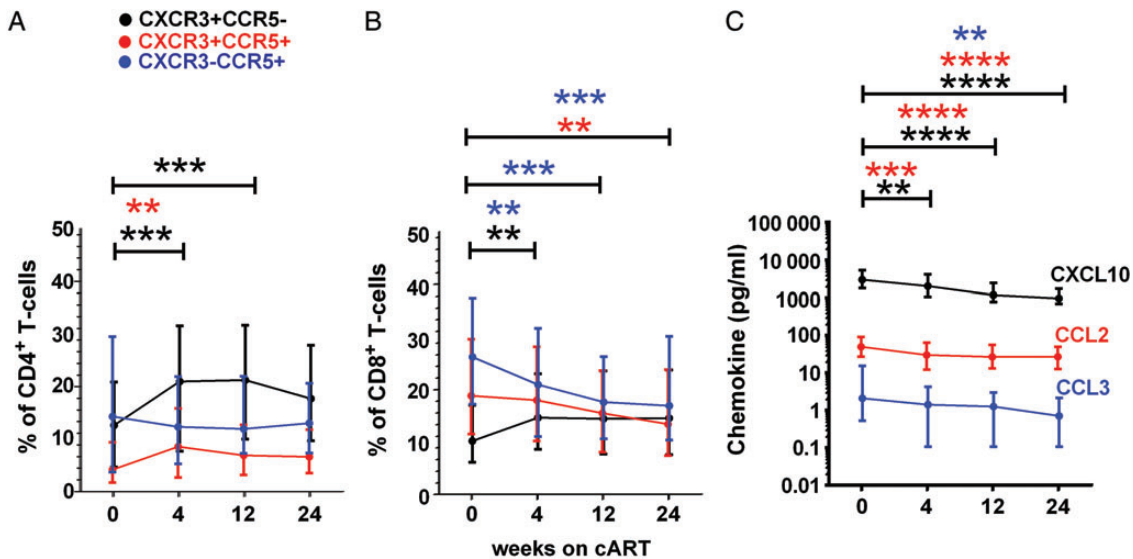 A
CXCR3+CCR5-
CXCR3+CCR5+
CXCR3-CCR5+
***
**
***
% of CD4+ T-cells
50
40
30
20
10
0
0 4 12 24
B
***
**
***
**
**
% of CD8+ T-cells
50
40
30
20
10
0
0 4 12 24
weeks on cART
C
**
****
****
****
****
***
**
Chemokine (pg/ml)
100 000
10 000
1000
100
10
1
0.1
0.01
CXCL10
CCL2
CCL3
0 4 12 24